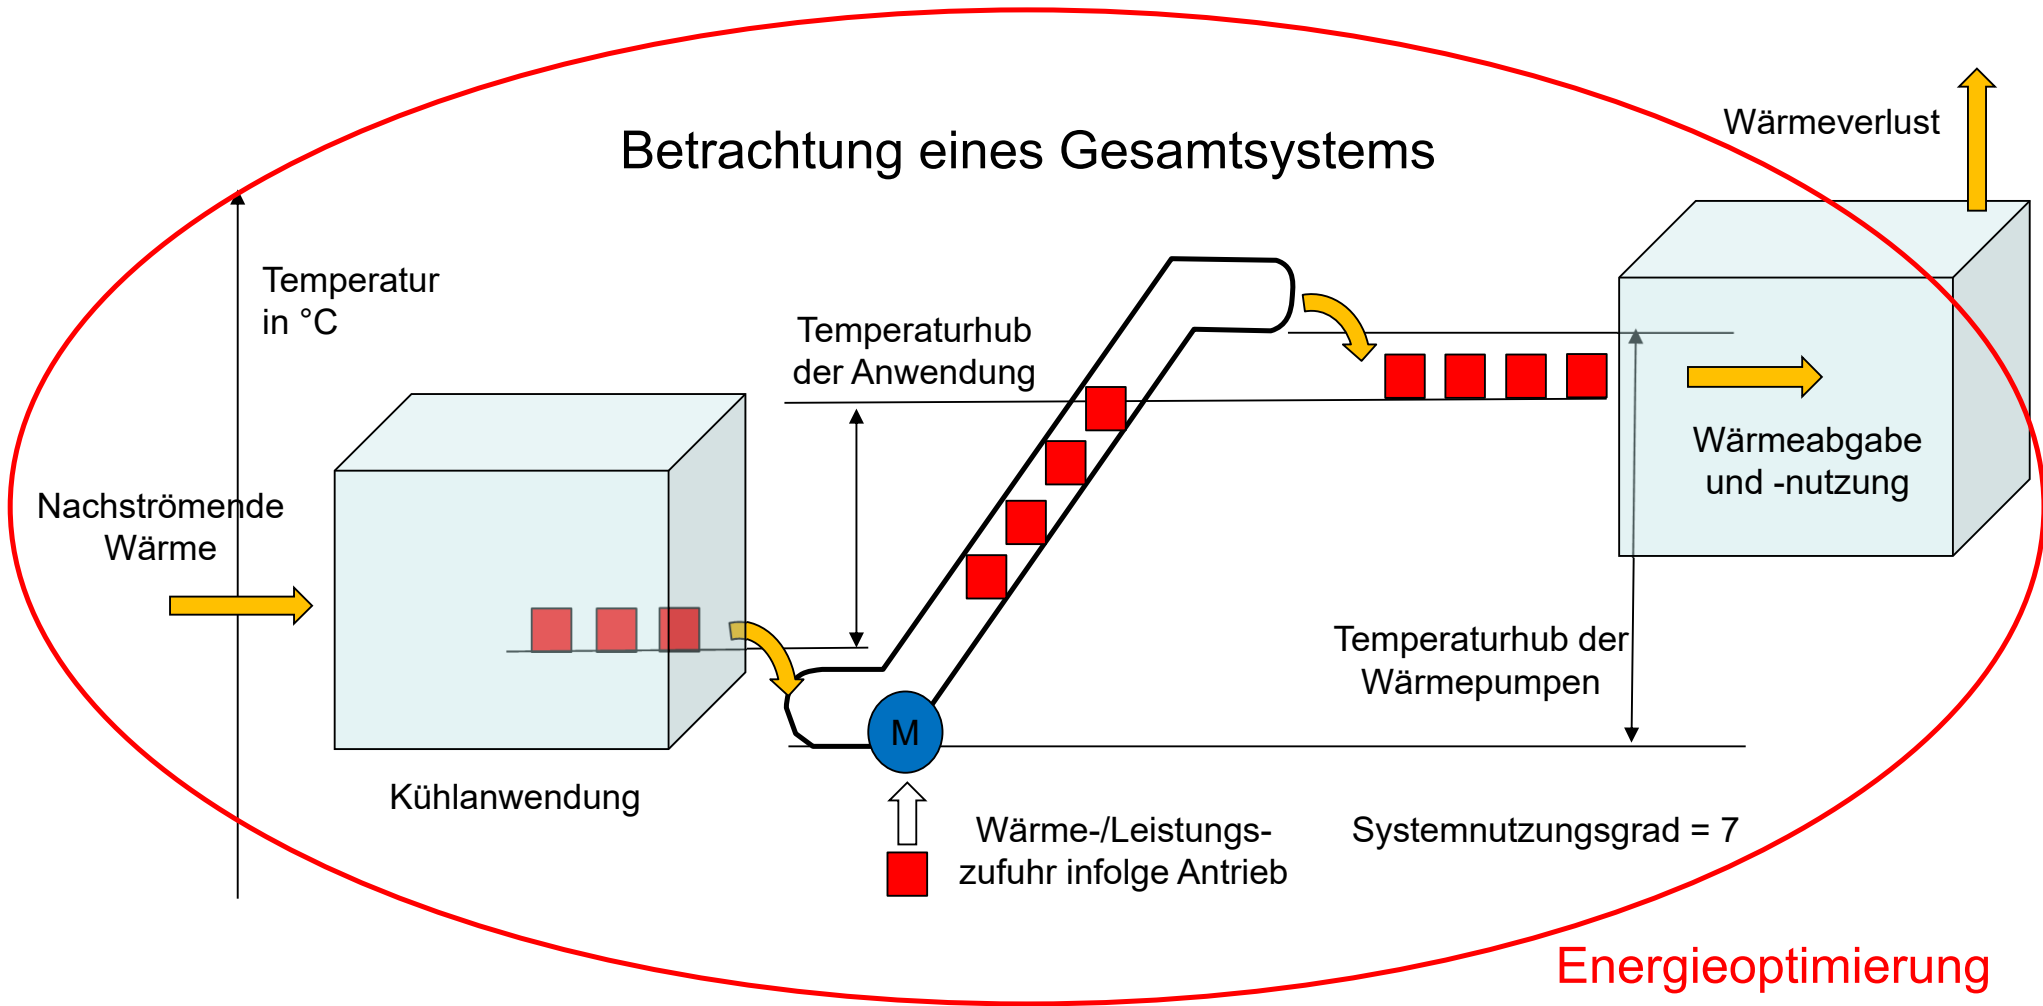 Betrachtung eines Gesamtsystems
Wärmeverlust
Temperatur
in °C
Temperaturhub
der Anwendung
Wärmeabgabe
und -nutzung
Nachströmende
Wärme
Temperaturhub der
Wärmepumpen
M
Kühlanwendung
Wärme-/Leistungs-
zufuhr infolge Antrieb
Systemnutzungsgrad = 7
Energieoptimierung